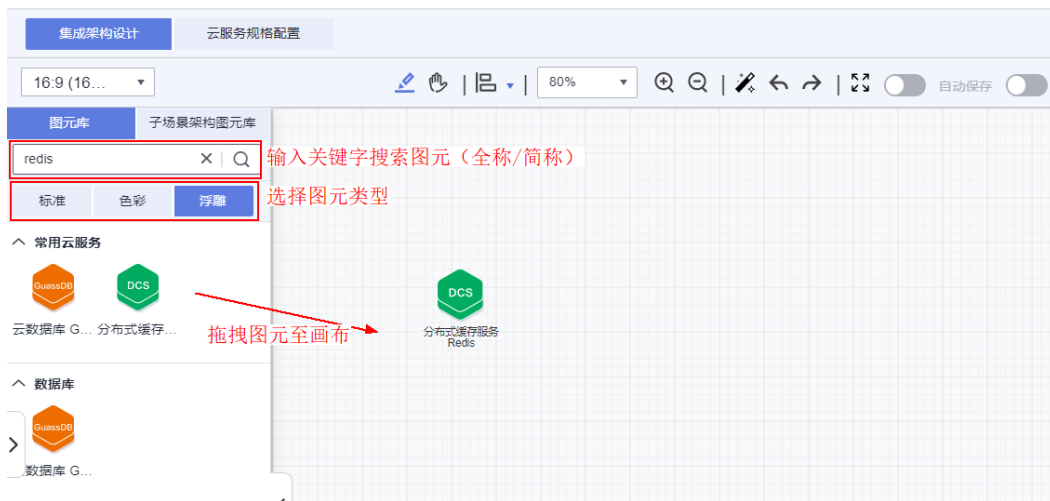 集成架构设计 云服务规格配置
16:9 (16... 80% 自动保存
图元库 子场景架构图元库
redis 输入关键字搜索图元（全称/简称）
标准 色彩 浮雕 选择图元类型
常用云服务
GuassDB DCS DCS
云数据库 G... 分布式缓存... 拖拽图元至画布 分布式缓存服务
Redis
数据库
GuassDB
数据库 G...